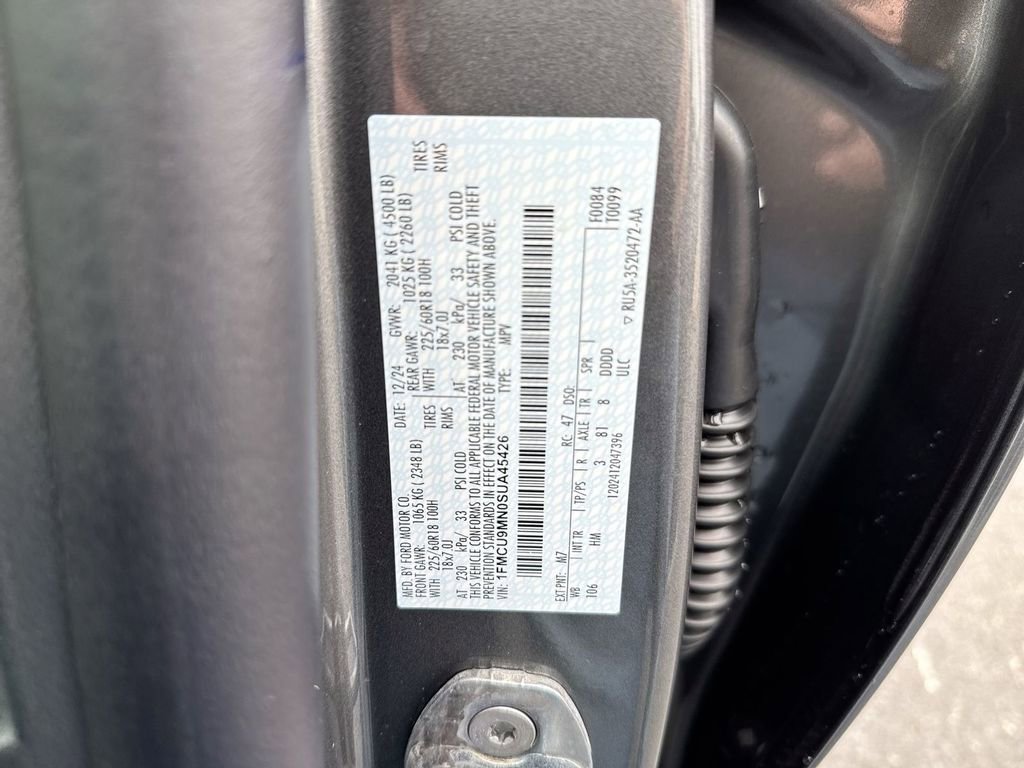 MFD. BY FORD MOTOR CO. DATE: 12/24 GVWR: 2041 KG ( 4500 LB)
FRONT GAWR: 1065 KG ( 2348 LB) REAR GAWR: 1025 KG ( 2260 LB)
WITH 225/60R18 100H TIRES WITH 225/60R18 100H TIRES
18x7.0J RIMS 18x7.0J RIMS
AT 230 kPa/ 33 PSI COLD AT 230 kPa/ 33 PSI COLD
THIS VEHICLE CONFORMS TO ALL APPLICABLE FEDERAL MOTOR VEHICLE SAFETY AND THEFT
PREVENTION STANDARDS IN EFFECT ON THE DATE OF MANUFACTURE SHOWN ABOVE.
VIN: 1FMCU9MN0SUA45426 TYPE: MPV
EXT PNT: M7 RC: 47 DSO: F0084
WB INT TR TP/PS R AXLE TR SPR T0099
106 HM 3 81 8 DDDD
1202412047396 ULC ▽ RU5A-3520472-AA